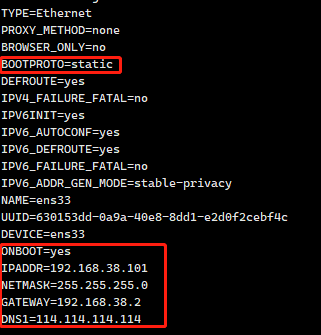 TYPE=Ethernet
PROXY_METHOD=none
BROWSER_ONLY=no
BOOTPROTO=static
DEFROUTE=yes
IPV4_FAILURE_FATAL=no
IPV6INIT=yes
IPV6_AUTOCONF=yes
IPV6_DEFROUTE=yes
IPV6_FAILURE_FATAL=no
IPV6_ADDR_GEN_MODE=stable-privacy
NAME=ens33
UUID=630153dd-0a9a-40e8-8dd1-e2d0f2cebf4c
DEVICE=ens33
ONBOOT=yes
IPADDR=192.168.38.101
NETMASK=255.255.255.0
GATEWAY=192.168.38.2
DNS1=114.114.114.114